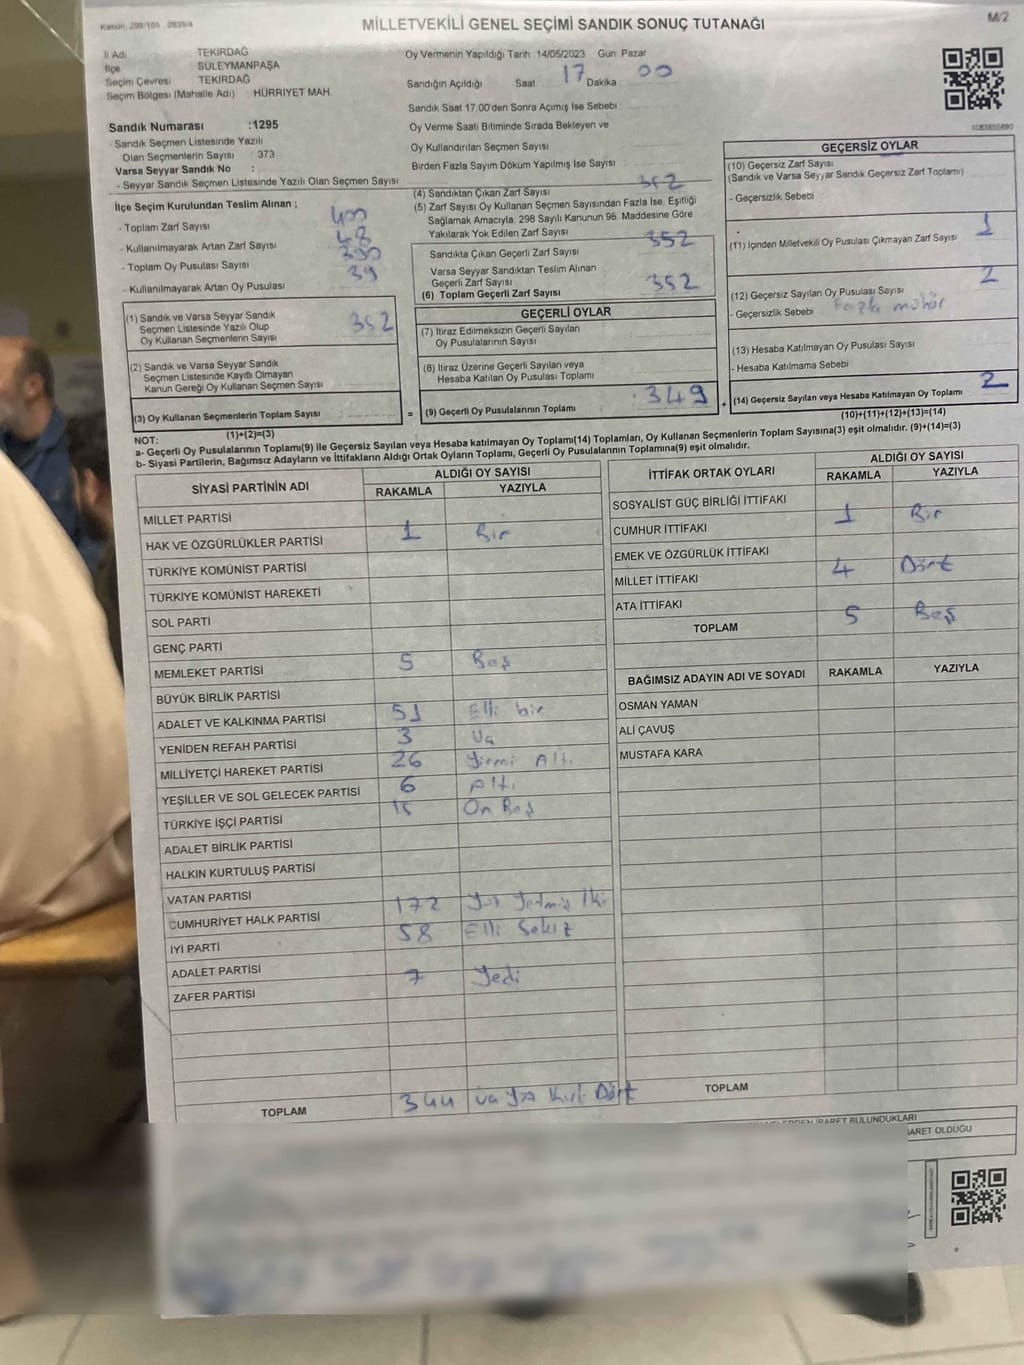 Kanun: 298/105 - 2839/4
MİLLETVEKİLİ GENEL SEÇİMİ SANDIK SONUÇ TUTANAĞI
M/2
İl Adı TEKİRDAĞ
İlçe SÜLEYMANPAŞA
Seçim Çevresi TEKİRDAĞ
Seçim Bölgesi (Mahalle Adı) : HÜRRİYET MAH.
Sandık Numarası :1295
- Sandık Seçmen Listesinde Yazılı
Olan Seçmenlerin Sayısı : 373
Varsa Seyyar Sandık No :
- Seyyar Sandık Seçmen Listesinde Yazılı Olan Seçmen Sayısı
İlçe Seçim Kurulundan Teslim Alınan ;
- Toplam Zarf Sayısı 400
- Kullanılmayarak Artan Zarf Sayısı 48
- Toplam Oy Pusulası Sayısı
- Kullanılmayarak Artan Oy Pusulası 39
(1) Sandık ve Varsa Seyyar Sandık
Seçmen Listesinde Yazılı Olup
Oy Kullanan Seçmenlerin Sayısı 352
(2) Sandık ve Varsa Seyyar Sandık
Seçmen Listesinde Kayıtlı Olmayan
Kanun Gereği Oy Kullanan Seçmen Sayısı
(3) Oy Kullanan Seçmenlerin Toplam Sayısı
(1)+(2)=(3)
Oy Vermenin Yapıldığı Tarih 14/05/2023 Gün Pazar
Sandığın Açıldığı Saat 17 Dakika 00
Sandık Saat 17.00'den Sonra Açımış İse Sebebi
Oy Verme Saati Bitiminde Sırada Bekleyen ve
Oy Kullandırılan Seçmen Sayısı
Birden Fazla Sayım Döküm Yapılmış İse Sayısı
(4) Sandıktan Çıkan Zarf Sayısı 352
(5) Zarf Sayısı Oy Kullanan Seçmen Sayısından Fazla İse, Eşitliği
Sağlamak Amacıyla, 298 Sayılı Kanunun 96. Maddesine Göre
Yakılarak Yok Edilen Zarf Sayısı
Sandıkta Çıkan Geçerli Zarf Sayısı 352
Varsa Seyyar Sandıktan Teslim Alınan
Geçerli Zarf Sayısı
(6) Toplam Geçerli Zarf Sayısı 352
GEÇERLİ OYLAR
(7) İtiraz Edilmeksizin Geçerli Sayılan
Oy Pusulalarının Sayısı
(8) İtiraz Üzerine Geçerli Sayılan veya
Hesaba Katılan Oy Pusulası Toplamı
= (9) Geçerli Oy Pusulalarının Toplamı 349 +
1083855690
GEÇERSİZ OYLAR
(10) Geçersiz Zarf Sayısı
(Sandık ve Varsa Seyyar Sandık Geçersiz Zarf Toplamı)
- Geçersizlik Sebebi
(11) İçinden Milletvekili Oy Pusulası Çıkmayan Zarf Sayısı 1
(12) Geçersiz Sayılan Oy Pusulası Sayısı 2
- Geçersizlik Sebebi Fazla mühür
(13) Hesaba Katılmayan Oy Pusulası Sayısı
- Hesaba Katılmama Sebebi
(14) Geçersiz Sayılan veya Hesaba Katılmayan Oy Toplamı 2
(10)+(11)+(12)+(13)=(14)
NOT:
a- Geçerli Oy Pusulalarının Toplamı(9) ile Geçersiz Sayılan veya Hesaba katılmayan Oy Toplamı(14) Toplamları, Oy Kullanan Seçmenlerin Toplam Sayısına(3) eşit olmalıdır. (9)+(14)=(3)
b- Siyasi Partilerin, Bağımsız Adayların ve İttifakların Aldığı Ortak Oyların Toplamı, Geçerli Oy Pusulalarının Toplamına(9) eşit olmalıdır.
SİYASİ PARTİNİN ADI ALDIĞI OY SAYISI
RAKAMLA YAZIYLA
MİLLET PARTİSİ
HAK VE ÖZGÜRLÜKLER PARTİSİ 1 Bir
TÜRKİYE KOMÜNİST PARTİSİ
TÜRKİYE KOMÜNİST HAREKETİ
SOL PARTİ
GENÇ PARTİ
MEMLEKET PARTİSİ 5 Beş
BÜYÜK BİRLİK PARTİSİ
ADALET VE KALKINMA PARTİSİ 51 Elli bir
YENİDEN REFAH PARTİSİ 3 Üç
MİLLİYETÇİ HAREKET PARTİSİ 26 Yirmi Altı
YEŞİLLER VE SOL GELECEK PARTİSİ 6 Altı
TÜRKİYE İŞÇİ PARTİSİ 15 On Beş
ADALET BİRLİK PARTİSİ
HALKIN KURTULUŞ PARTİSİ
VATAN PARTİSİ
CUMHURİYET HALK PARTİSİ 172 Yüz Yetmiş İki
İYİ PARTİ 58 Elli Sekiz
ADALET PARTİSİ
ZAFER PARTİSİ 7 Yedi
TOPLAM 344 Üç Yüz Kırk Dört
İTTİFAK ORTAK OYLARI ALDIĞI OY SAYISI
RAKAMLA YAZIYLA
SOSYALİST GÜÇ BİRLİĞİ İTTİFAKI
CUMHUR İTTİFAKI 1 Bir
EMEK VE ÖZGÜRLÜK İTTİFAKI
MİLLET İTTİFAKI 4 Dört
ATA İTTİFAKI
TOPLAM 5 Beş
BAĞIMSIZ ADAYIN ADI VE SOYADI RAKAMLA YAZIYLA
OSMAN YAMAN
ALİ ÇAVUŞ
MUSTAFA KARA
TOPLAM
BULUNDUKLARI
OLDUĞU